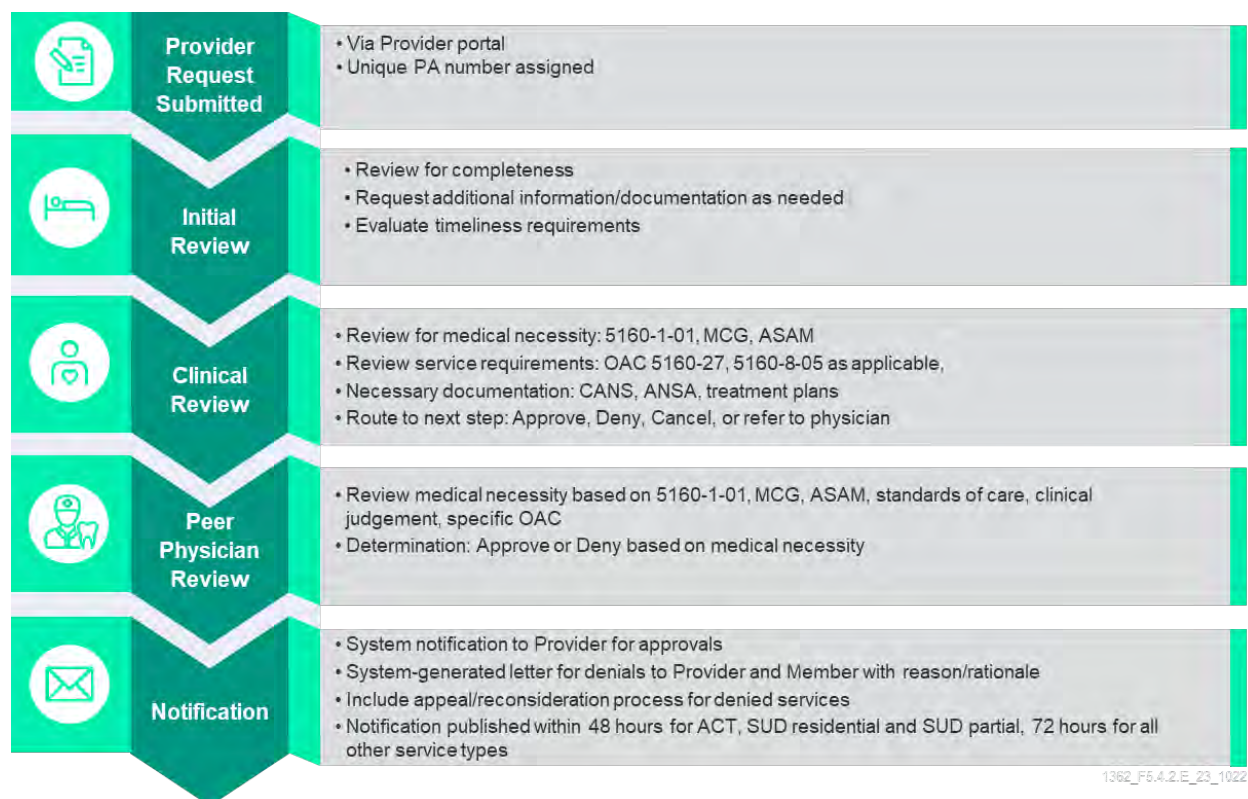 Provider
Request
Submitted
• Via Provider portal
• Unique PA number assigned
Initial
Review
• Review for completeness
• Request additional information/documentation as needed
• Evaluate timeliness requirements
Clinical
Review
• Review for medical necessity: 5160-1-01, MCG, ASAM
• Review service requirements: OAC 5160-27, 5160-8-05 as applicable,
• Necessary documentation: CANS, ANSA, treatment plans
• Route to next step: Approve, Deny, Cancel, or refer to physician
Peer
Physician
Review
• Review medical necessity based on 5160-1-01, MCG, ASAM, standards of care, clinical
judgement, specific OAC
• Determination: Approve or Deny based on medical necessity
Notification
• System notification to Provider for approvals
• System-generated letter for denials to Provider and Member with reason/rationale
• Include appeal/reconsideration process for denied services
• Notification published within 48 hours for ACT, SUD residential and SUD partial, 72 hours for all
other service types
1362_F5.4.2.E_23_1022